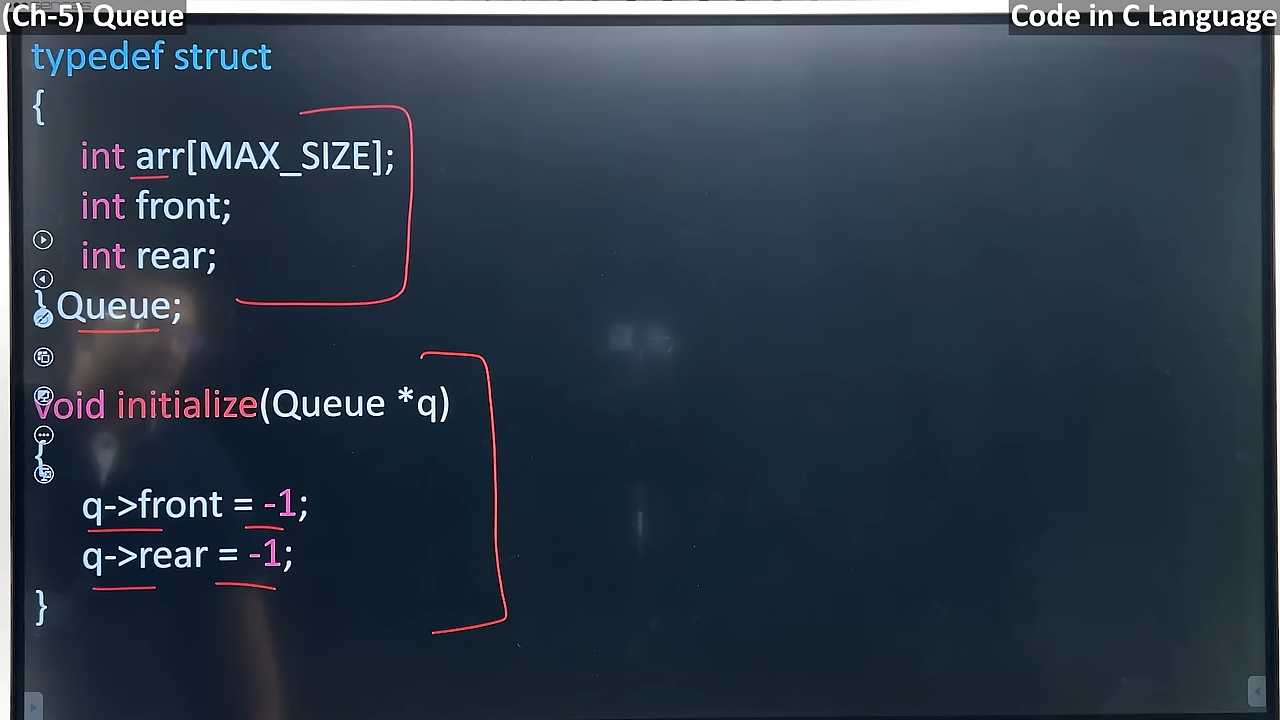 (Ch-5) Queue
Code in C Language
typedef struct
{
int arr[MAX_SIZE];
int front;
int rear;
} Queue;
void initialize(Queue *q)
{
q->front = -1;
q->rear = -1;
}